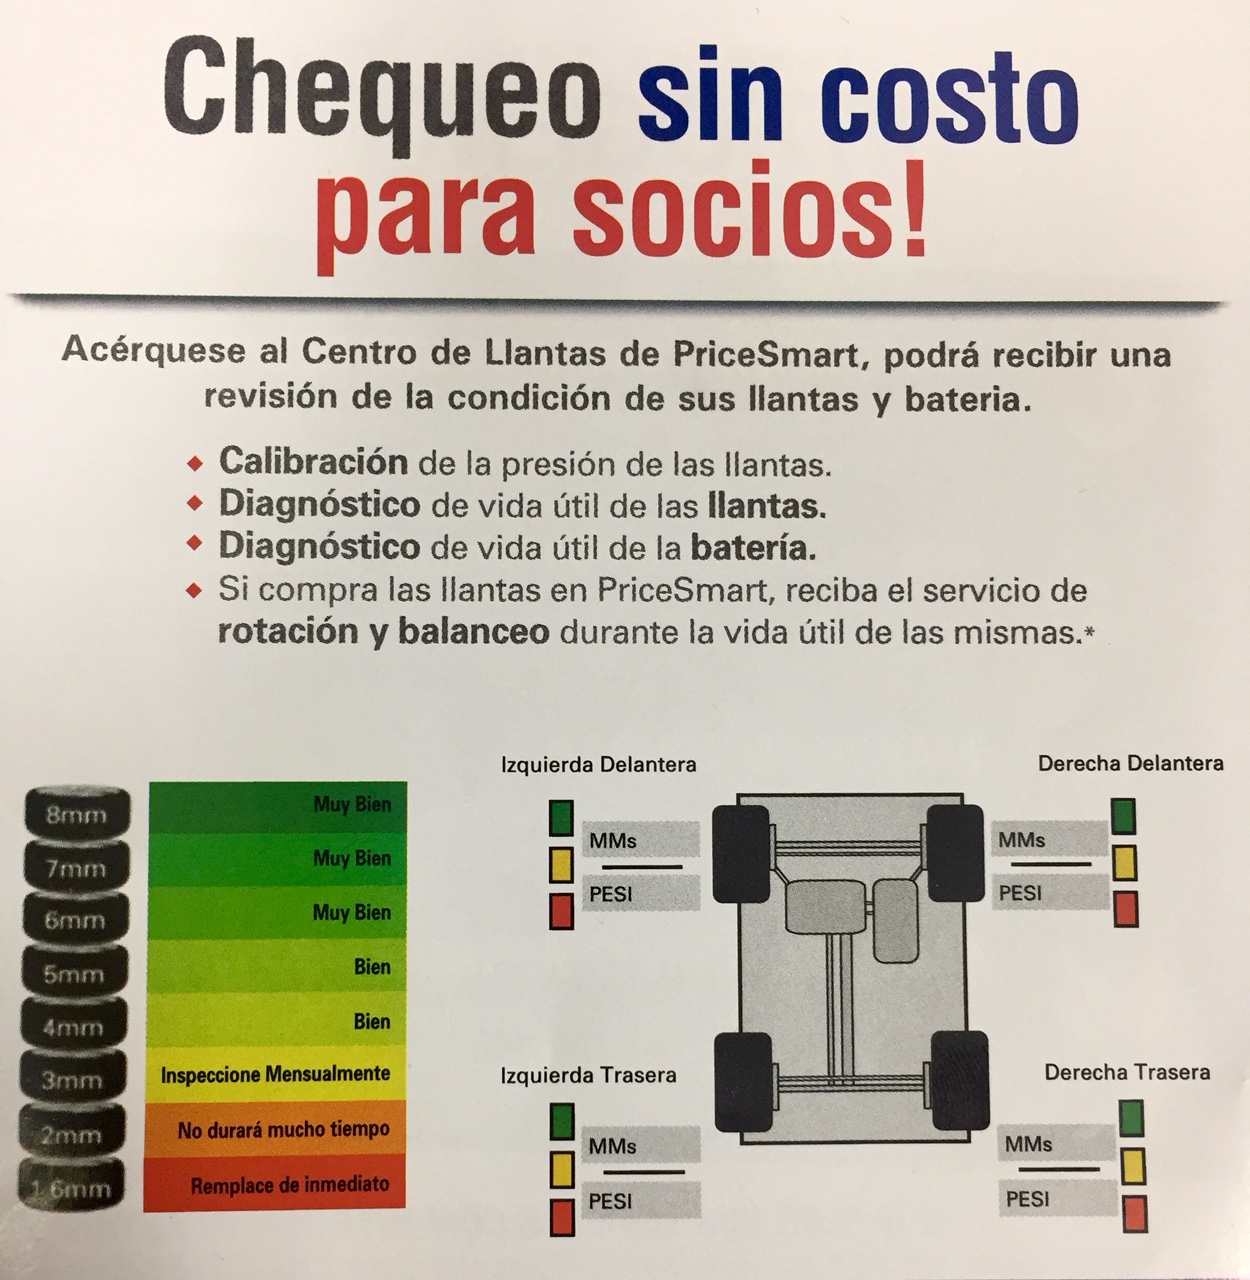 Chequeo sin costo
para socios!
Acérquese al Centro de Llantas de PriceSmart, podrá recibir una
revisión de la condición de sus llantas y bateria.
Calibración de la presión de las llantas.
Diagnóstico de vida útil de las llantas.
Diagnóstico de vida útil de la batería.
Si compra las llantas en PriceSmart, reciba el servicio de
rotación y balanceo durante la vida útil de las mismas.*
8mm Muy Bien
7mm Muy Bien
6mm Muy Bien
5mm Bien
4mm Bien
3mm Inspeccione Mensualmente
2mm No durará mucho tiempo
1.6mm Remplace de inmediato
Izquierda Delantera
MMs
PESI
Derecha Delantera
MMs
PESI
Izquierda Trasera
MMs
PESI
Derecha Trasera
MMs
PESI